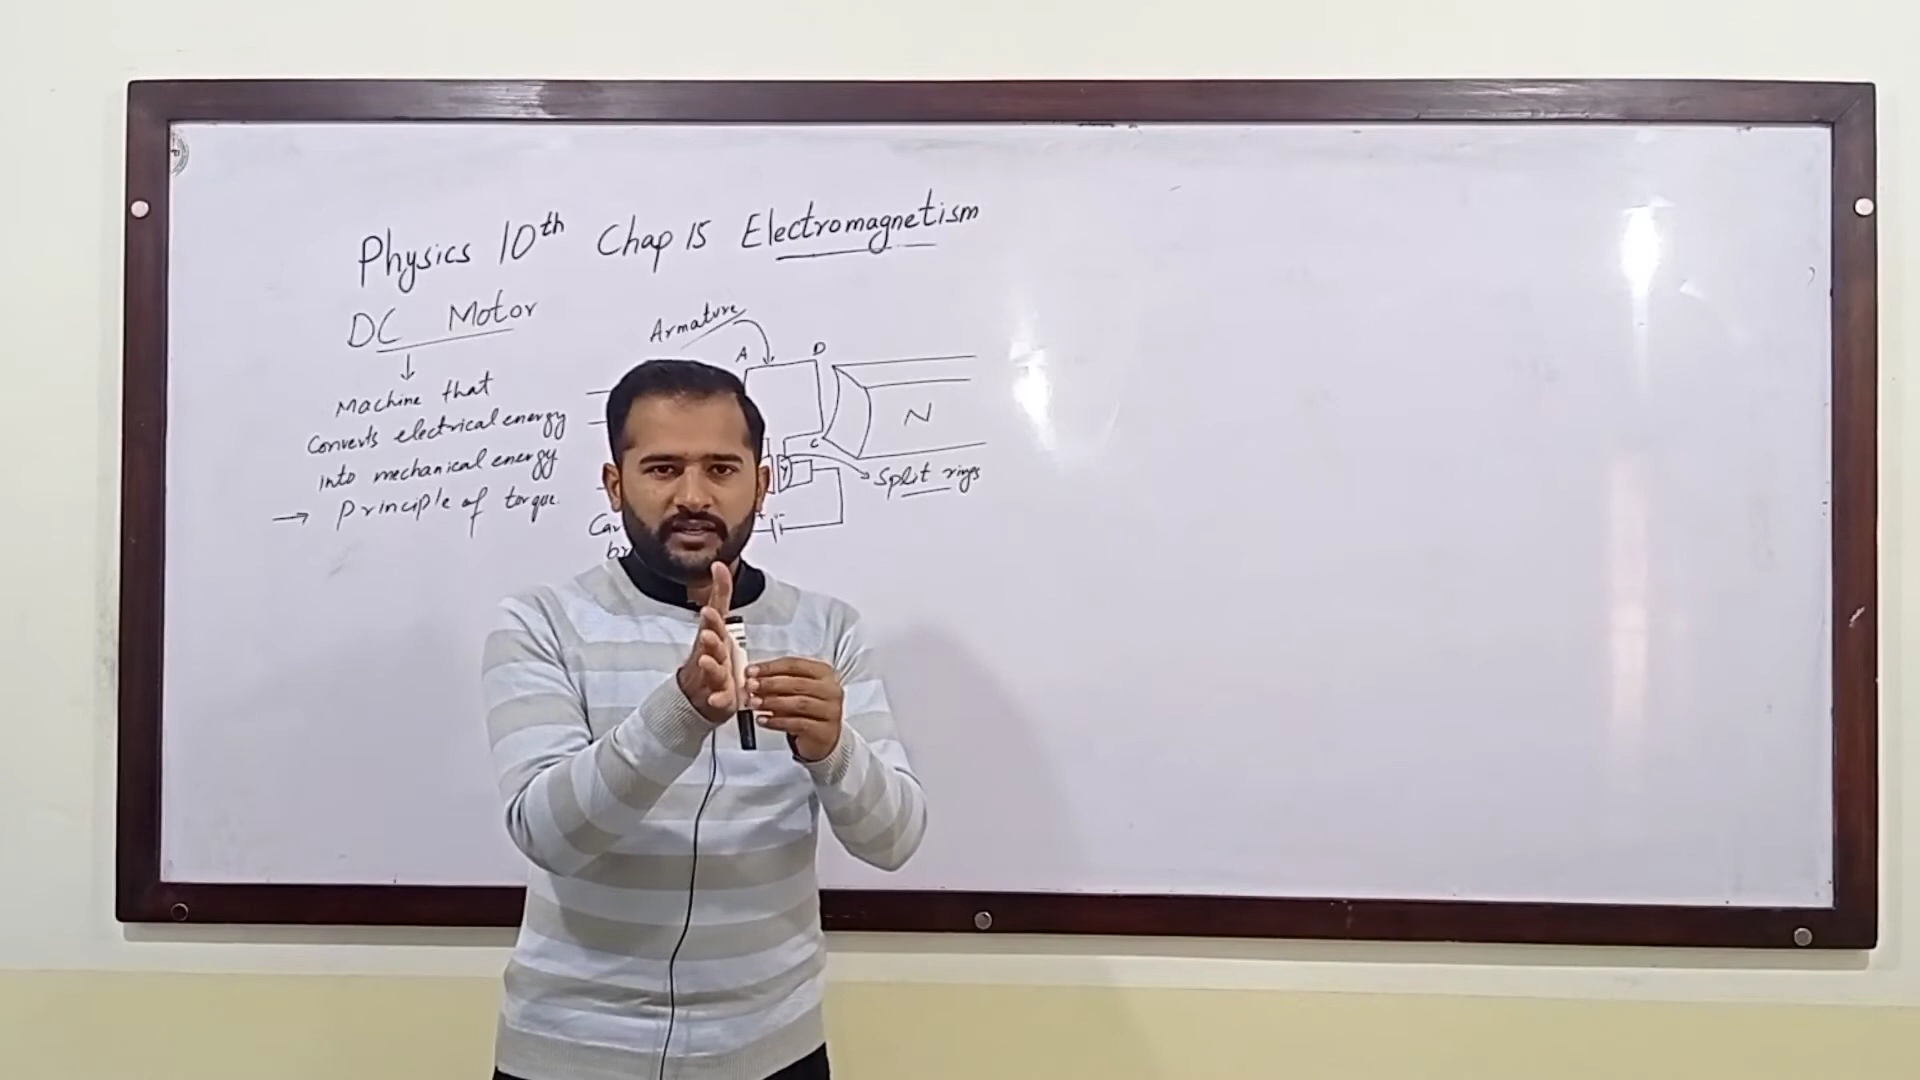 Physics 10th Chap 15 Electromagnetism
DC Motor
Machine that
Converts electrical energy
into mechanical energy
→ Principle of torque
Armature
A
D
C
N
Split rings
+ -